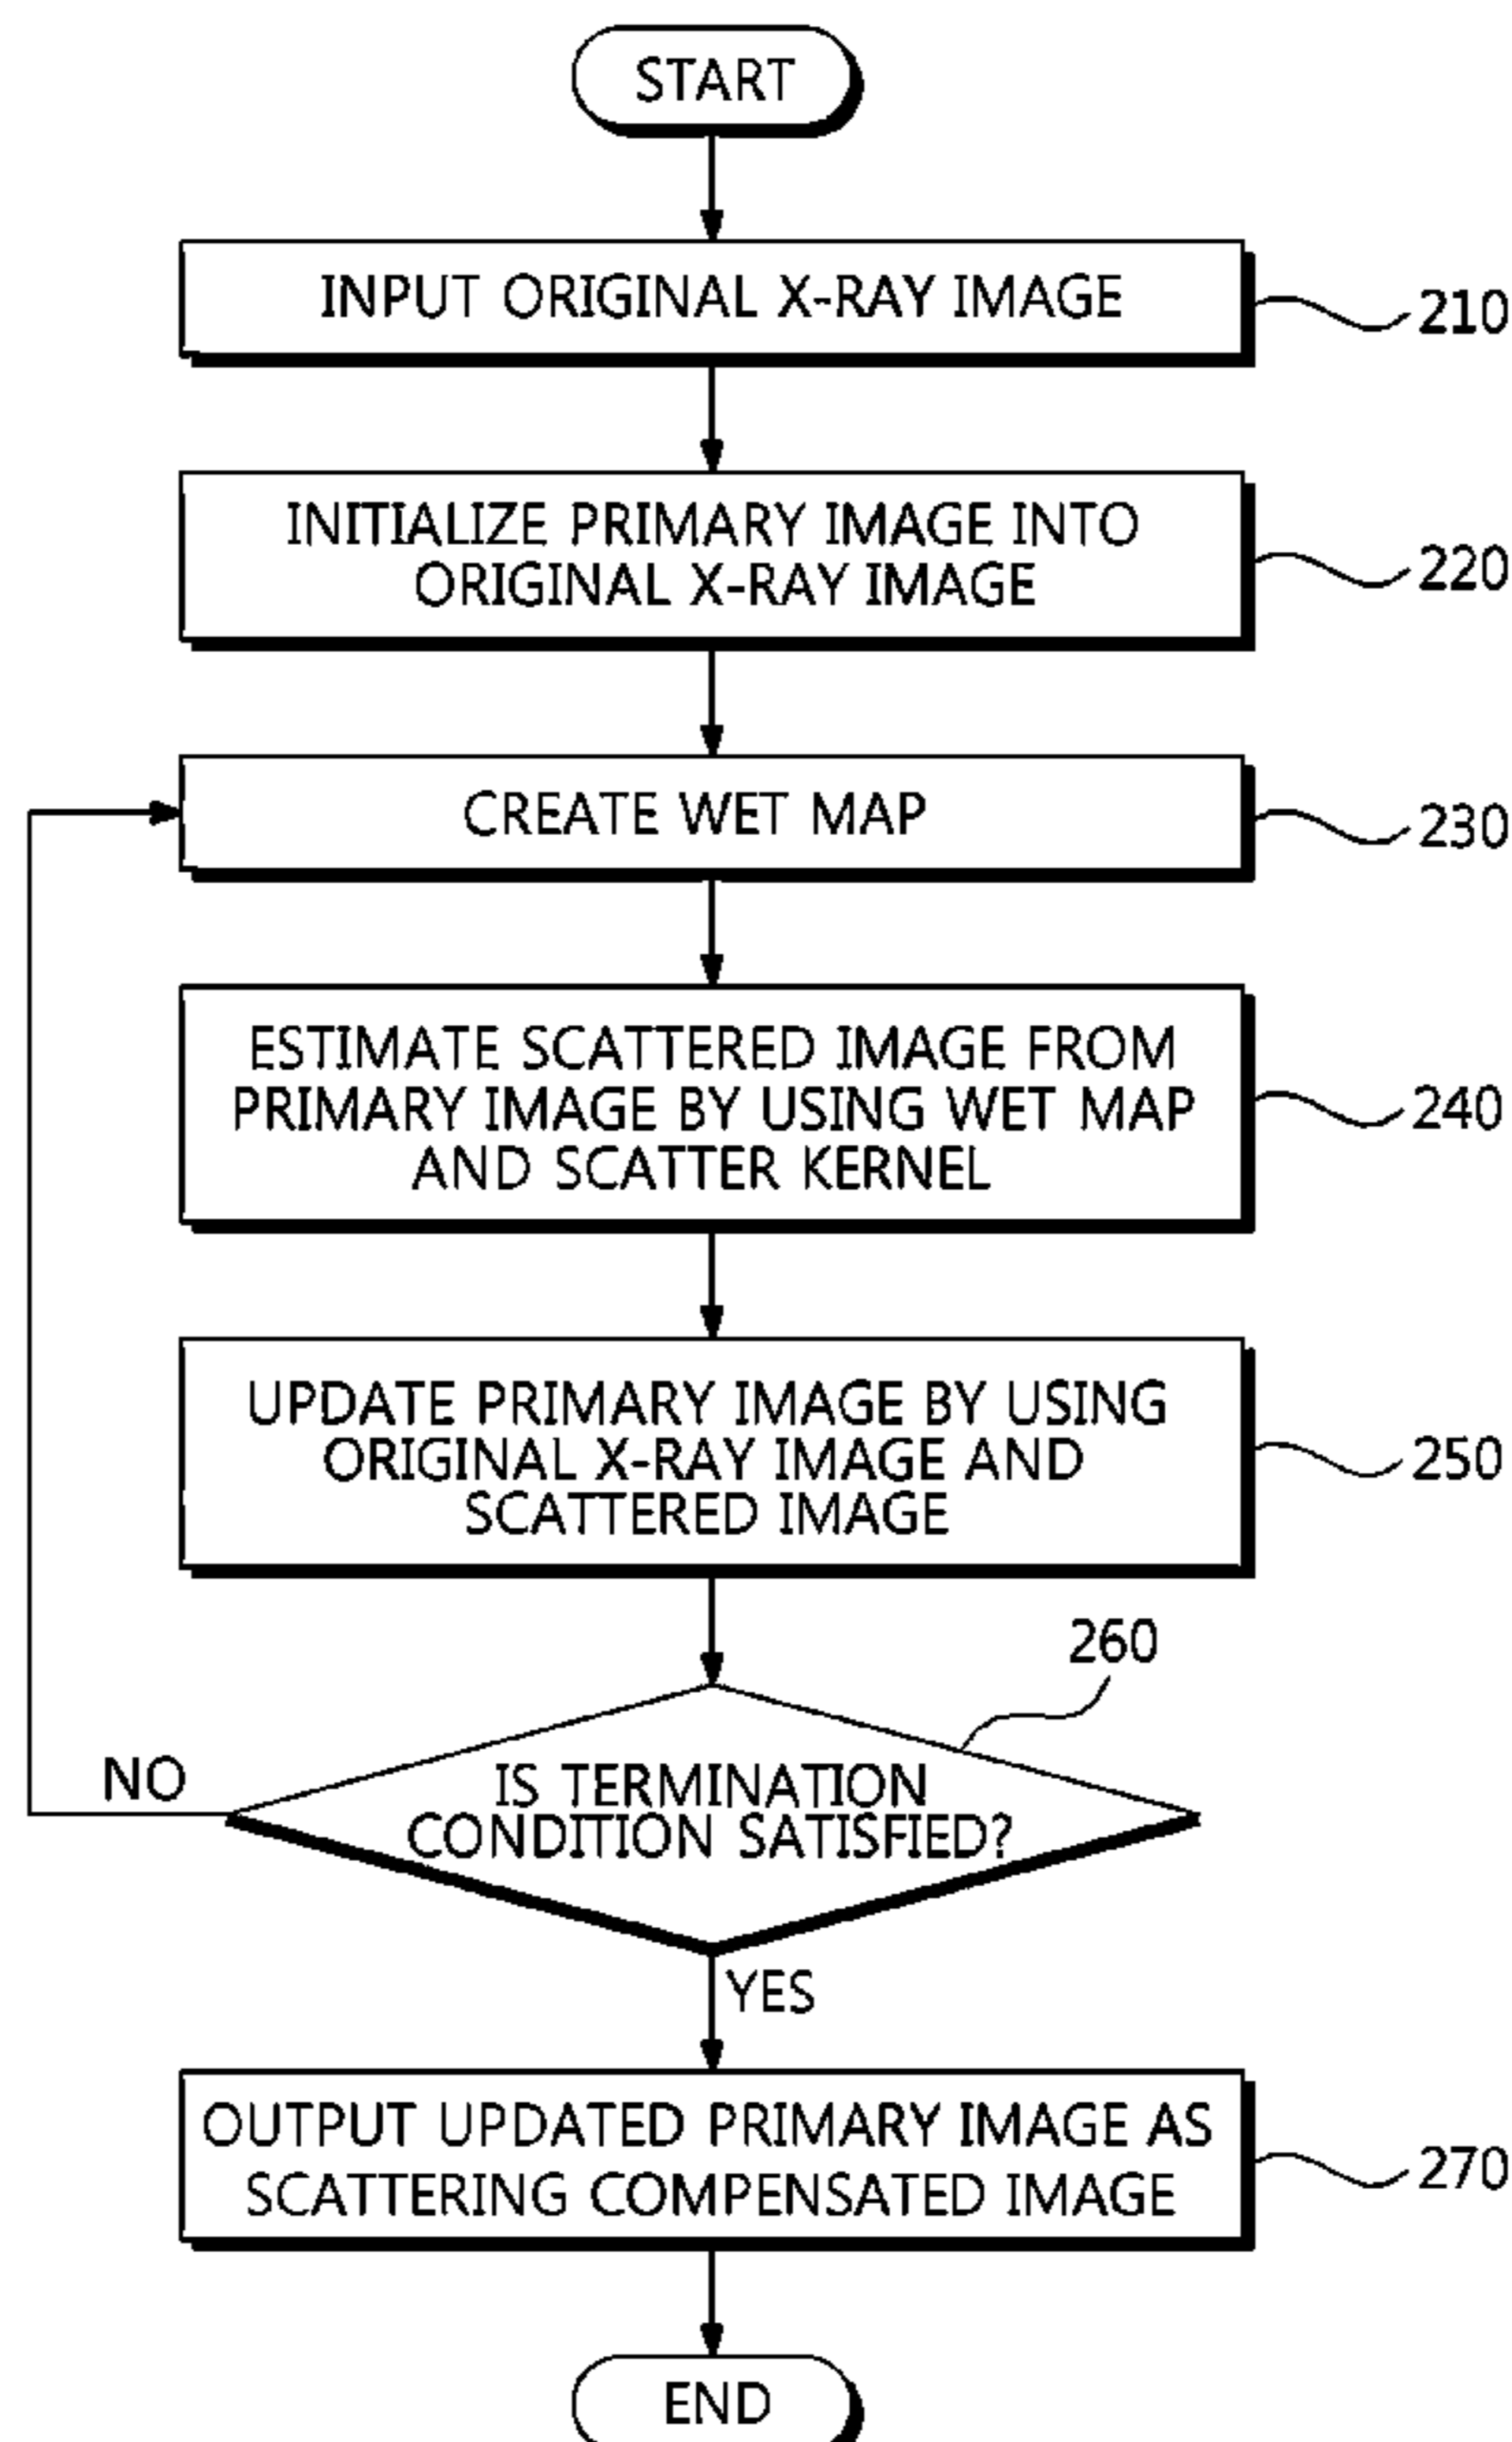 START
INPUT ORIGINAL X-RAY IMAGE
210
INITIALIZE PRIMARY IMAGE INTO
ORIGINAL X-RAY IMAGE
220
CREATE WET MAP
230
ESTIMATE SCATTERED IMAGE FROM
PRIMARY IMAGE BY USING WET MAP
AND SCATTER KERNEL
240
UPDATE PRIMARY IMAGE BY USING
ORIGINAL X-RAY IMAGE AND
SCATTERED IMAGE
250
260
IS TERMINATION
CONDITION SATISFIED?
NO
YES
OUTPUT UPDATED PRIMARY IMAGE AS
SCATTERING COMPENSATED IMAGE
270
END